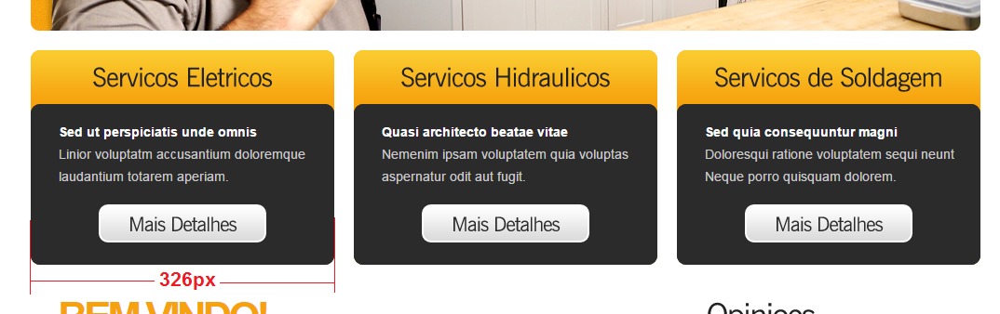 Servicos Eletricos
Servicos Hidraulicos
Servicos de Soldagem
Sed ut perspiciatis unde omnis
Linior voluptatm accusantium doloremque
laudantium totarem aperiam.
Quasi architecto beatae vitae
Nemenim ipsam voluptatem quia voluptas
aspernatur odit aut fugit.
Sed quia consequuntur magni
Doloresqui ratione voluptatem sequi neunt
Neque porro quisquam dolorem.
Mais Detalhes
Mais Detalhes
Mais Detalhes
326px
BEM VINDO!
Opinioes